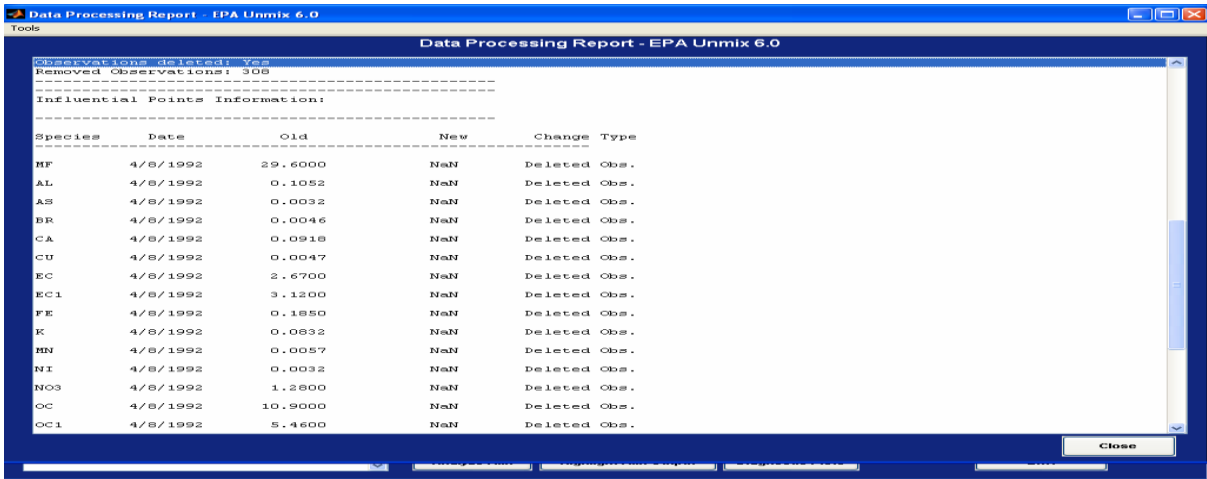 Data Processing Report - EPA Unmix 6.0
Tools
Data Processing Report - EPA Unmix 6.0
Observations deleted: Yes
Removed Observations: 308
Influential Points Information:
Species Date Old New Change Type
MF 4/8/1992 29.6000 NaN Deleted Obs.
AL 4/8/1992 0.1052 NaN Deleted Obs.
AS 4/8/1992 0.0032 NaN Deleted Obs.
BR 4/8/1992 0.0046 NaN Deleted Obs.
CA 4/8/1992 0.0918 NaN Deleted Obs.
CU 4/8/1992 0.0047 NaN Deleted Obs.
EC 4/8/1992 2.6700 NaN Deleted Obs.
EC1 4/8/1992 3.1200 NaN Deleted Obs.
FE 4/8/1992 0.1850 NaN Deleted Obs.
K 4/8/1992 0.0832 NaN Deleted Obs.
MN 4/8/1992 0.0057 NaN Deleted Obs.
NI 4/8/1992 0.0032 NaN Deleted Obs.
NO3 4/8/1992 1.2800 NaN Deleted Obs.
OC 4/8/1992 10.9000 NaN Deleted Obs.
OC1 4/8/1992 5.4600 NaN Deleted Obs.
Close